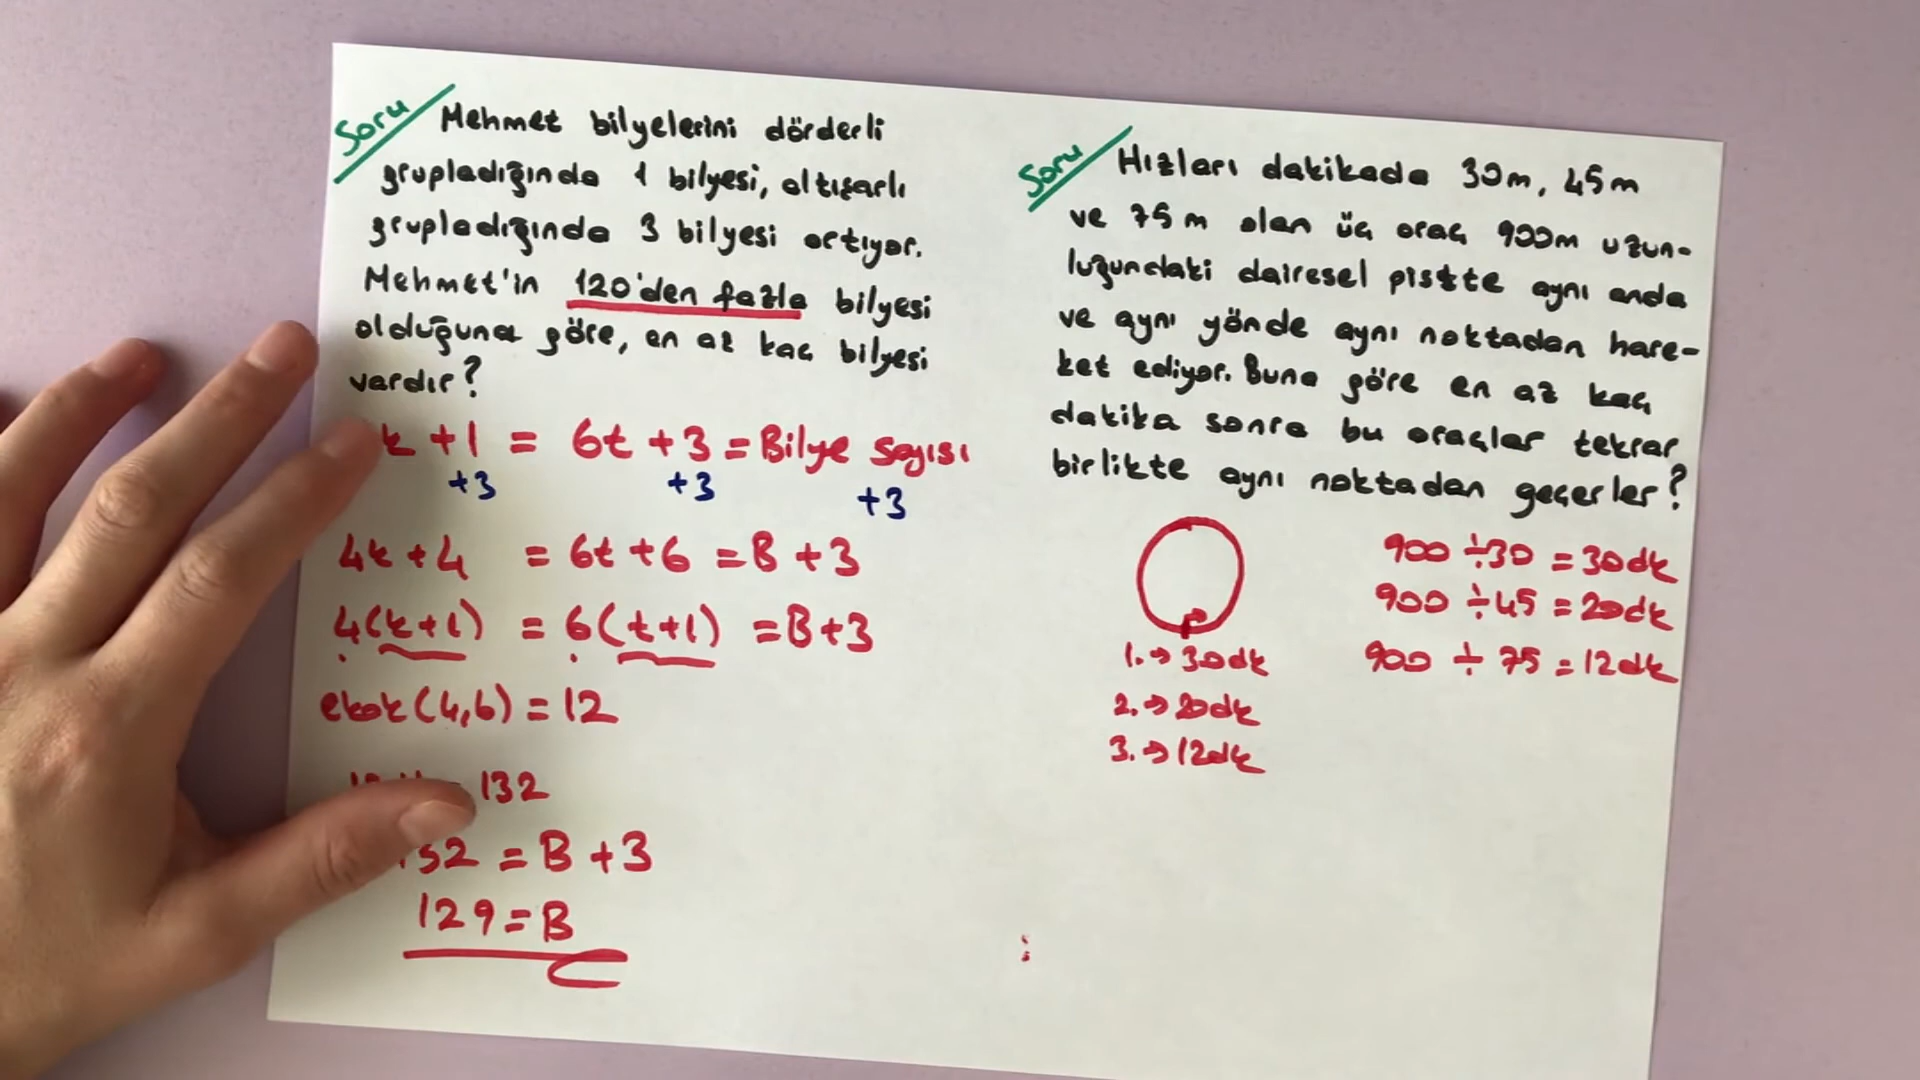 Soru
Mehmet bilyelerini dörderli
grupladığında 1 bilyesi, altışarlı
grupladığında 3 bilyesi artıyor.
Mehmet'in 120'den fazla bilyesi
olduğuna göre, en az kaç bilyesi
vardır?
k +1 = 6t +3 = Bilye sayısı
+3 +3 +3
4k +4 = 6t +6 = B +3
4(k+1) = 6(t+1) = B+3
ekok(4,6) = 12
132
132 = B +3
129 = B
Soru
Hızları dakikada 30m, 45m
ve 75m olan üç araç 900m uzun-
luğundaki dairesel pistte aynı anda
ve aynı yönde aynı noktadan hare-
ket ediyor. Buna göre en az kaç
dakika sonra bu araçlar tekrar
birlikte aynı noktadan geçerler?
900 ÷30 = 30dk
900 ÷45 = 20dk
900 ÷ 75 = 12dk
1. → 30dk
2. → 20dk
3. → 12dk